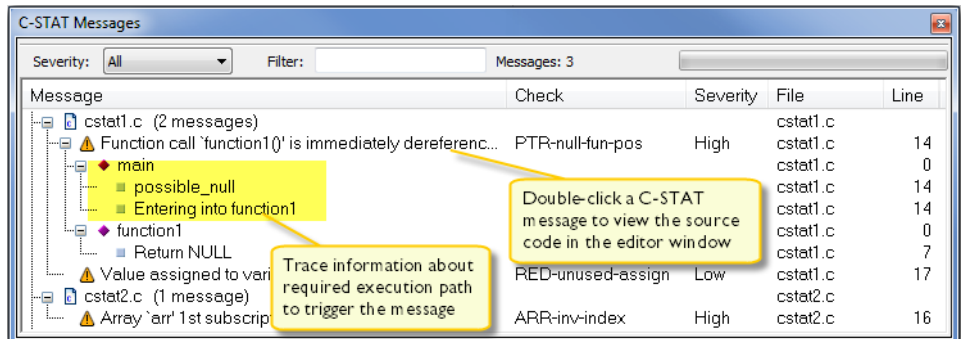 C-STAT Messages
Severity: All Filter: Messages: 3
Message Check Severity File Line
cstat1.c (2 messages) cstat1.c
Function call `function1()' is immediately dereferenc... PTR-null-fun-pos High cstat1.c 14
main cstat1.c 0
possible_null cstat1.c 14
Entering into function1 cstat1.c 14
function1 cstat1.c 0
Return NULL cstat1.c 7
Value assigned to vari RED-unused-assign Low cstat1.c 17
cstat2.c (1 message) cstat2.c
Array `arr' 1st subscrip ARR-inv-index High cstat2.c 16
Double-click a C-STAT
message to view the source
code in the editor window
Trace information about
required execution path
to trigger the message